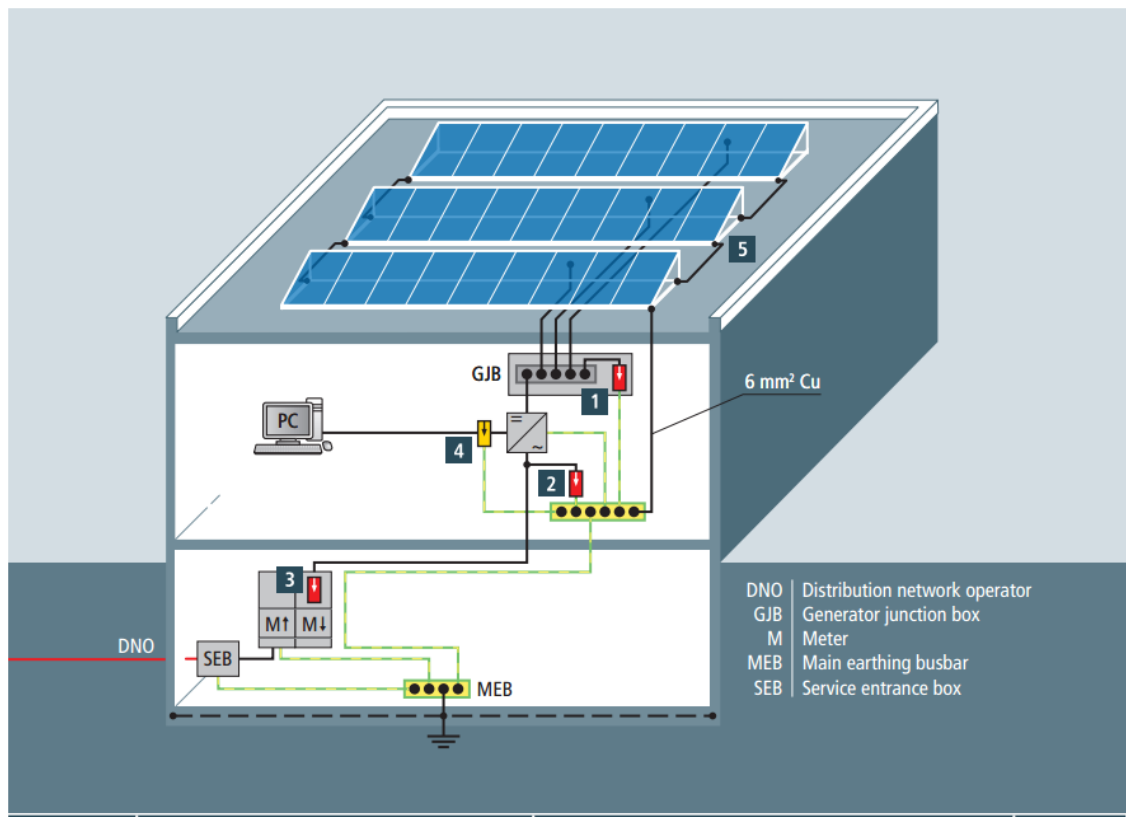 5
GJB
1
6 mm² Cu
PC
4
2
3
M↑
M↓
DNO
SEB
MEB
DNO Distribution network operator
GJB Generator junction box
M Meter
MEB Main earthing busbar
SEB Service entrance box